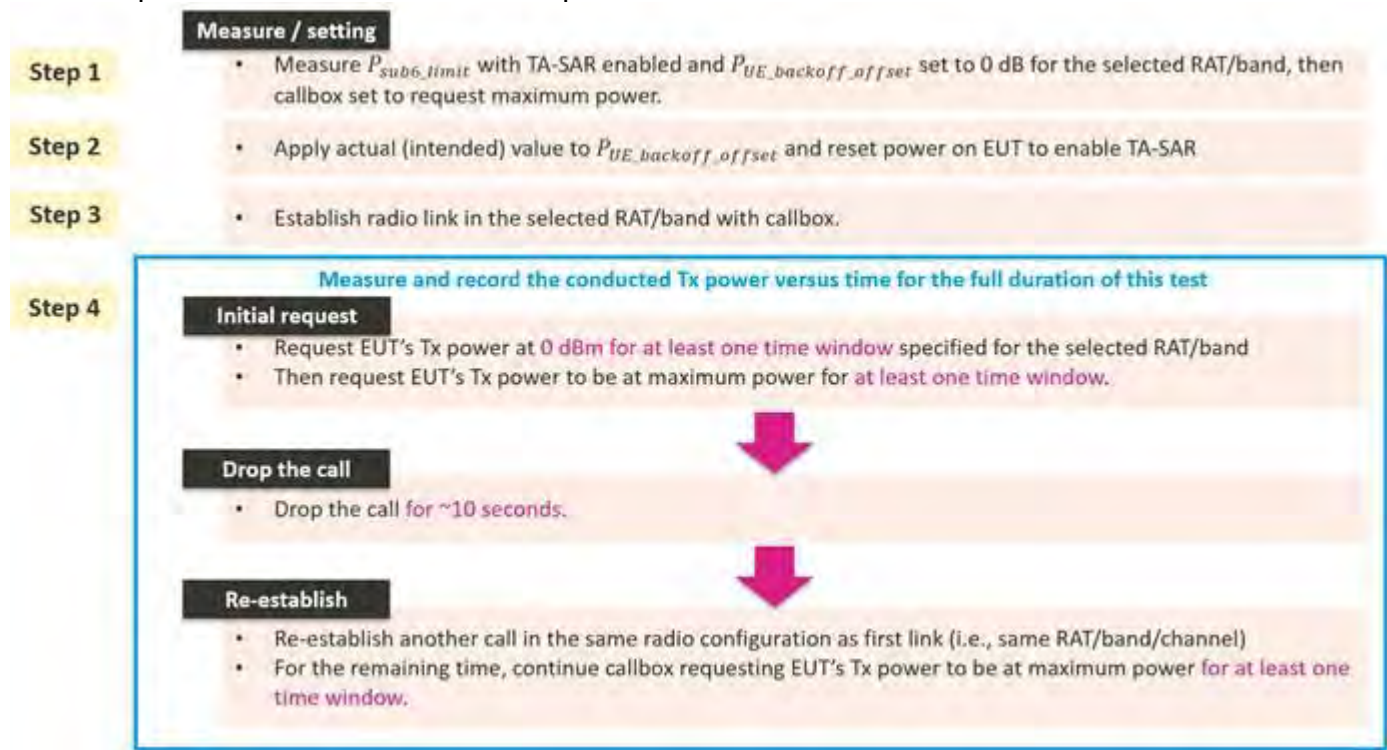 Measure / setting
Step 1
• Measure P_sub6_limit with TA-SAR enabled and P_UE_backoff_offset set to 0 dB for the selected RAT/band, then
callbox set to request maximum power.
Step 2
• Apply actual (intended) value to P_UE_backoff_offset and reset power on EUT to enable TA-SAR
Step 3
• Establish radio link in the selected RAT/band with callbox.
Measure and record the conducted Tx power versus time for the full duration of this test
Step 4
Initial request
• Request EUT's Tx power at 0 dBm for at least one time window specified for the selected RAT/band
• Then request EUT's Tx power to be at maximum power for at least one time window.
Drop the call
• Drop the call for ~10 seconds.
Re-establish
• Re-establish another call in the same radio configuration as first link (i.e., same RAT/band/channel)
• For the remaining time, continue callbox requesting EUT's Tx power to be at maximum power for at least one
time window.